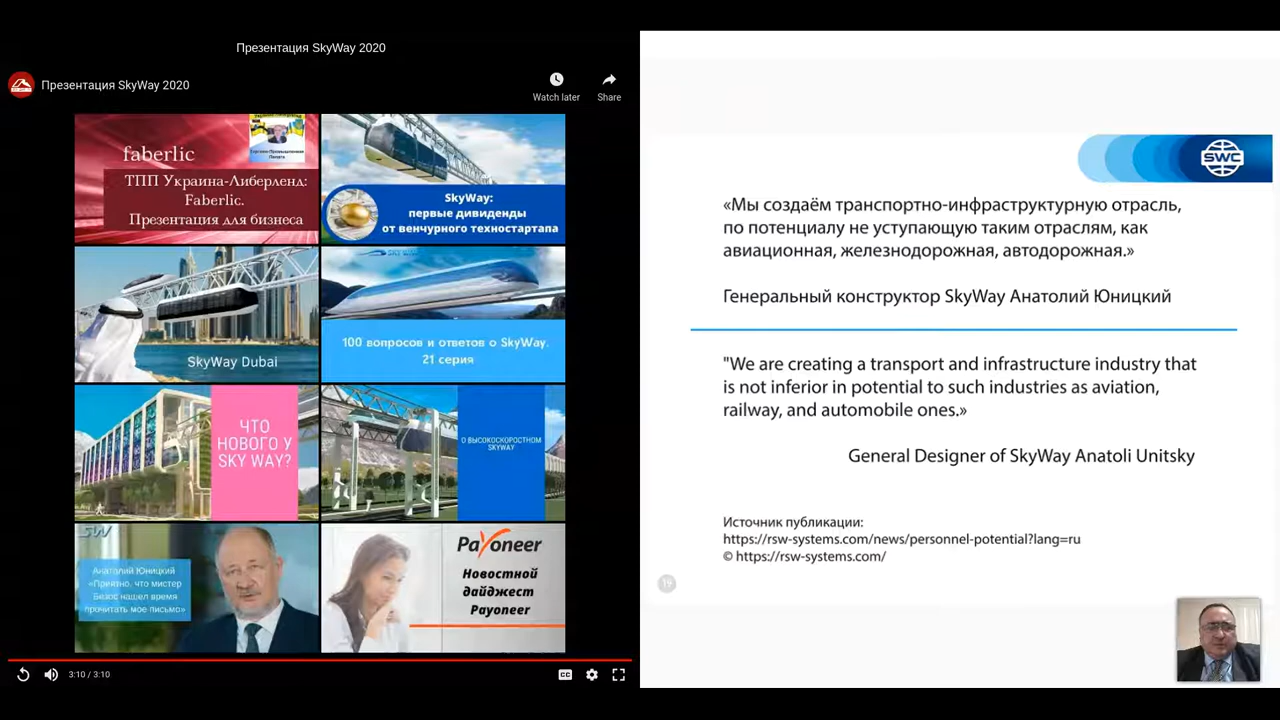 Презентация SkyWay 2020
Презентация SkyWay 2020
Watch later
Share
faberlic
ТПП Украина-Либерленд:
Faberlic.
Презентация для бизнеса
SkyWay:
первые дивиденды
от венчурного техностартапа
SkyWay Dubai
100 вопросов и ответов о SkyWay.
21 серия
ЧТО
НОВОГО У
SKY WAY?
О ВЫСОКОСКОРОСТНОМ
SKYWAY
SW
Анатолий Юницкий
«Приятно, что мистер
Безос нашел время
прочитать мое письмо»
Payoneer
Новостной
дайджест
Payoneer
3:10 / 3:10
CC
SWC
«Мы создаём транспортно-инфраструктурную отрасль,
по потенциалу не уступающую таким отраслям, как
авиационная, железнодорожная, автодорожная.»
Генеральный конструктор SkyWay Анатолий Юницкий
"We are creating a transport and infrastructure industry that
is not inferior in potential to such industries as aviation,
railway, and automobile ones.»
General Designer of SkyWay Anatoli Unitsky
Источник публикации:
https://rsw-systems.com/news/personnel-potential?lang=ru
© https://rsw-systems.com/
19